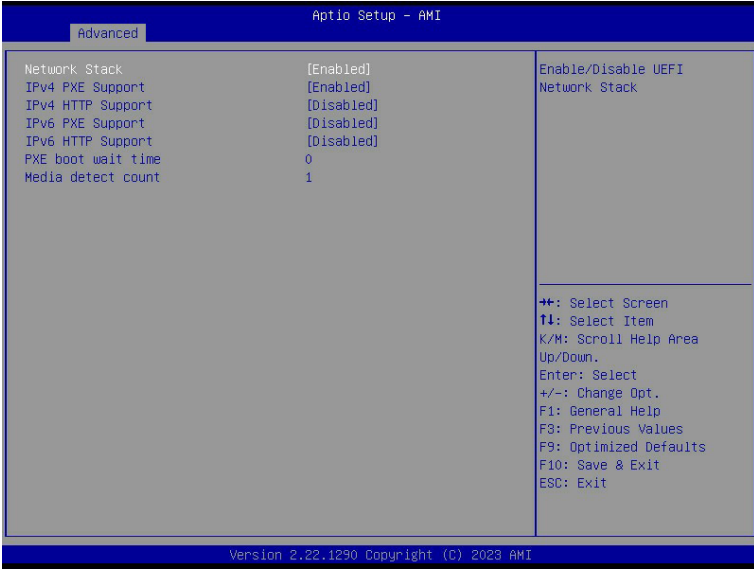 Aptio Setup – AMI
Advanced
Network Stack [Enabled]
IPv4 PXE Support [Enabled]
IPv4 HTTP Support [Disabled]
IPv6 PXE Support [Disabled]
IPv6 HTTP Support [Disabled]
PXE boot wait time 0
Media detect count 1
Enable/Disable UEFI
Network Stack
→←: Select Screen
↑↓: Select Item
K/M: Scroll Help Area
Up/Down.
Enter: Select
+/-: Change Opt.
F1: General Help
F3: Previous Values
F9: Optimized Defaults
F10: Save & Exit
ESC: Exit
Version 2.22.1290 Copyright (C) 2023 AMI